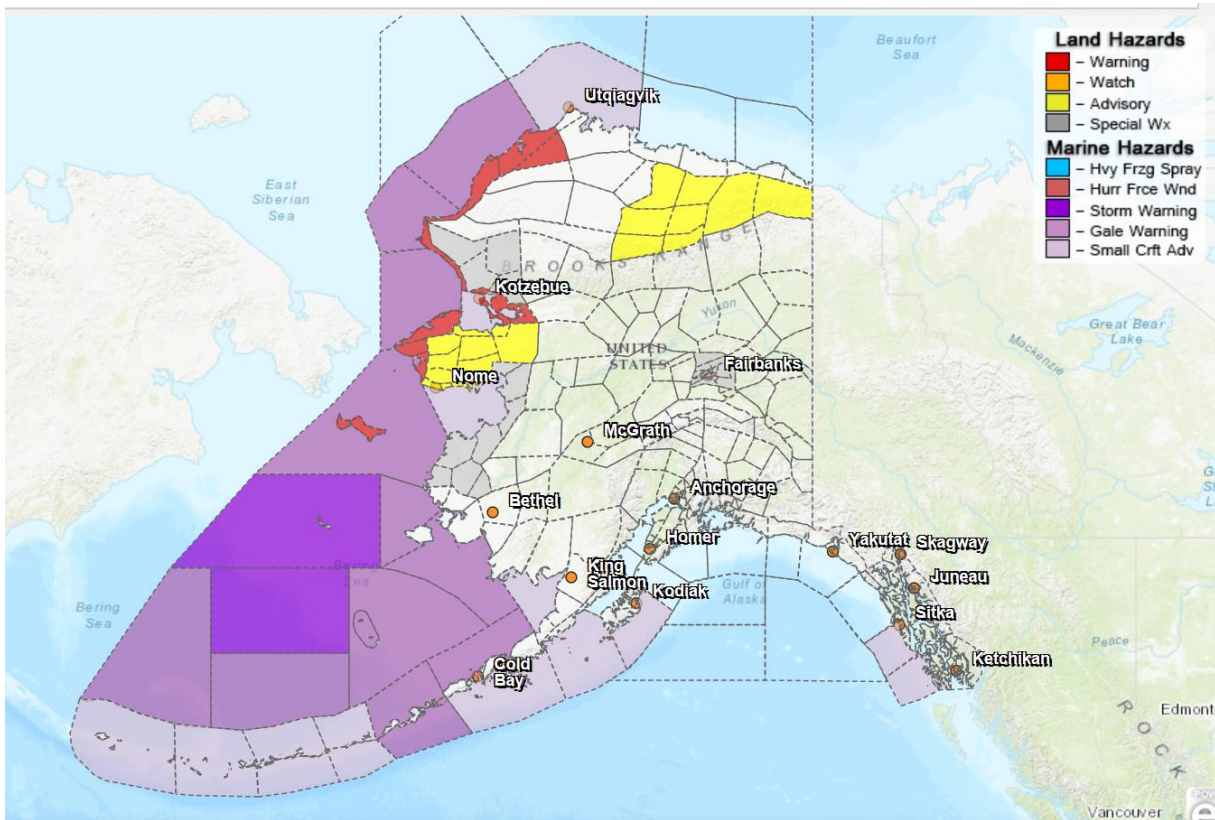 Beaufort
Sea
Land Hazards
– Warning
– Watch
– Advisory
– Special Wx
Marine Hazards
– Hvy Frzg Spray
– Hurr Frce Wnd
– Storm Warning
– Gale Warning
– Small Crft Adv
Utqiagvik
East
Siberian
Sea
BROOKS RANGE
Kotzebue
Yukon
Great Bear
Lake
Mackenzie
UNITED
STATES
Fairbanks
Nome
McGrath
Anchorage
Bethel
Homer
Yakutat
Skagway
King
Salmon
Kodiak
Gulf of
Alaska
Juneau
Bering
Sea
Sitka
Peace
Ketchikan
Cold
Bay
Edmont
ROCK
Vancouver